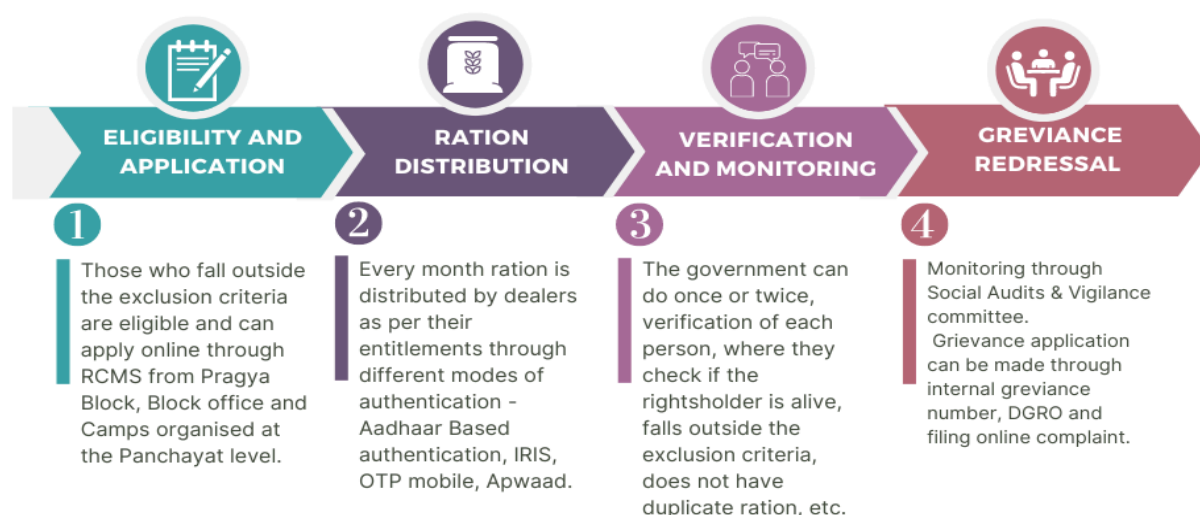 ELIGIBILITY AND
APPLICATION
RATION
DISTRIBUTION
VERIFICATION
AND MONITORING
GREVIANCE
REDRESSAL
1
Those who fall outside
the exclusion criteria
are eligible and can
apply online through
RCMS from Pragya
Block, Block office and
Camps organised at
the Panchayat level.
2
Every month ration is
distributed by dealers
as per their
entitlements through
different modes of
authentication -
Aadhaar Based
authentication, IRIS,
OTP mobile, Apwaad.
3
The government can
do once or twice,
verification of each
person, where they
check if the
rightsholder is alive,
falls outside the
exclusion criteria,
does not have
duplicate ration, etc.
4
Monitoring through
Social Audits & Vigilance
committee.
Grievance application
can be made through
internal greviance
number, DGRO and
filing online complaint.